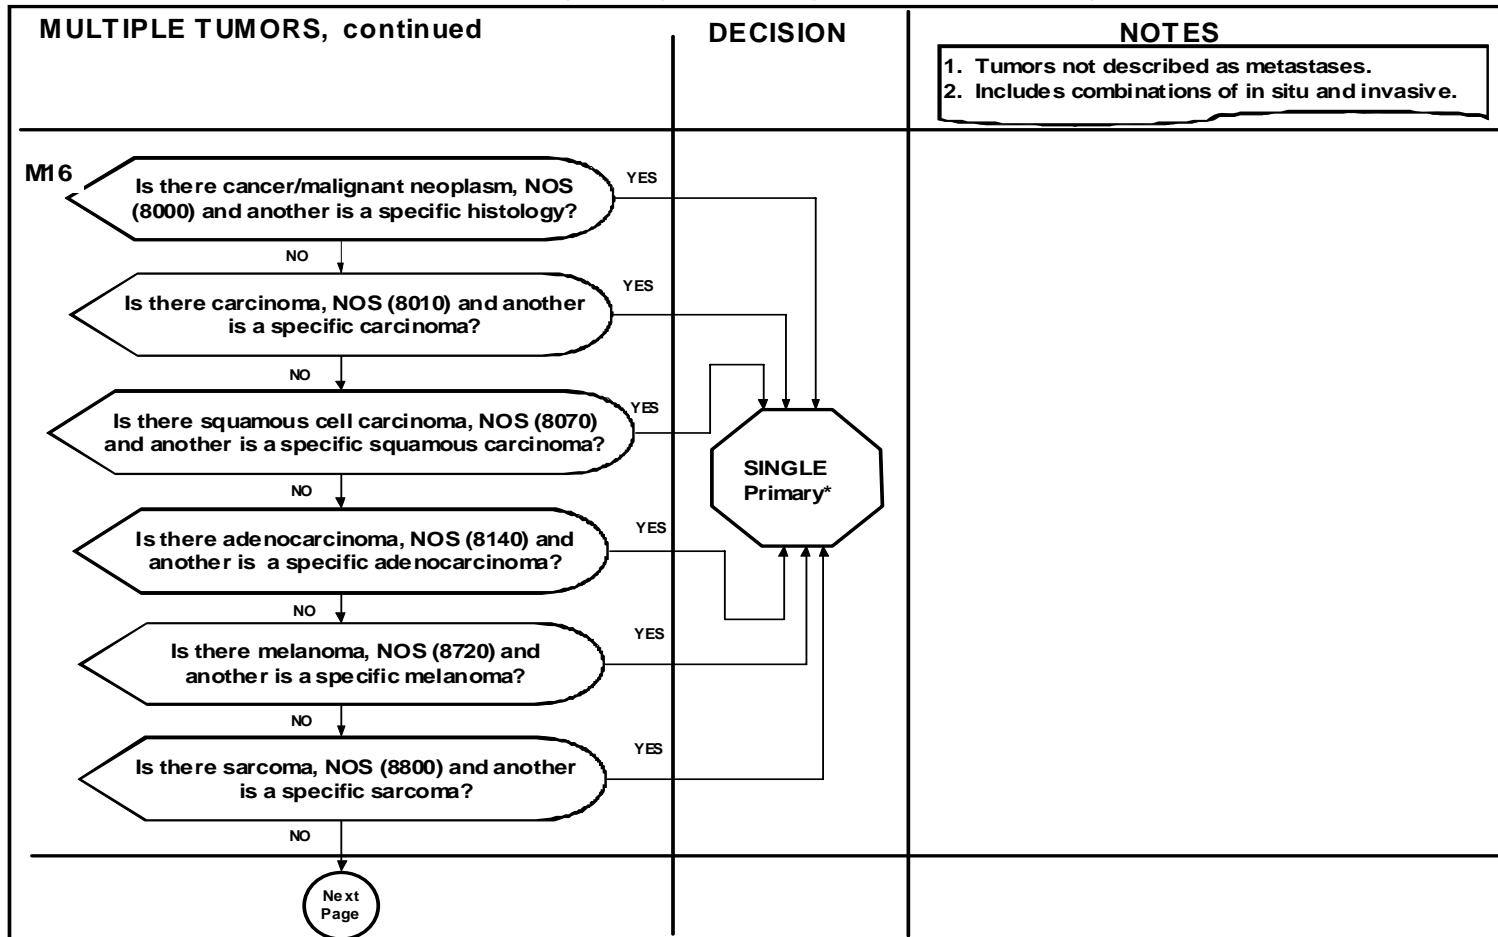 MULTIPLE TUMORS, continued
DECISION
NOTES
1. Tumors not described as metastases.
2. Includes combinations of in situ and invasive.
M16
Is there cancer/malignant neoplasm, NOS
(8000) and another is a specific histology?
YES
NO
Is there carcinoma, NOS (8010) and another
is a specific carcinoma?
YES
NO
Is there squamous cell carcinoma, NOS (8070)
and another is a specific squamous carcinoma?
YES
NO
SINGLE
Primary*
Is there adenocarcinoma, NOS (8140) and
another is a specific adenocarcinoma?
YES
NO
Is there melanoma, NOS (8720) and
another is a specific melanoma?
YES
NO
Is there sarcoma, NOS (8800) and another
is a specific sarcoma?
YES
NO
Next
Page